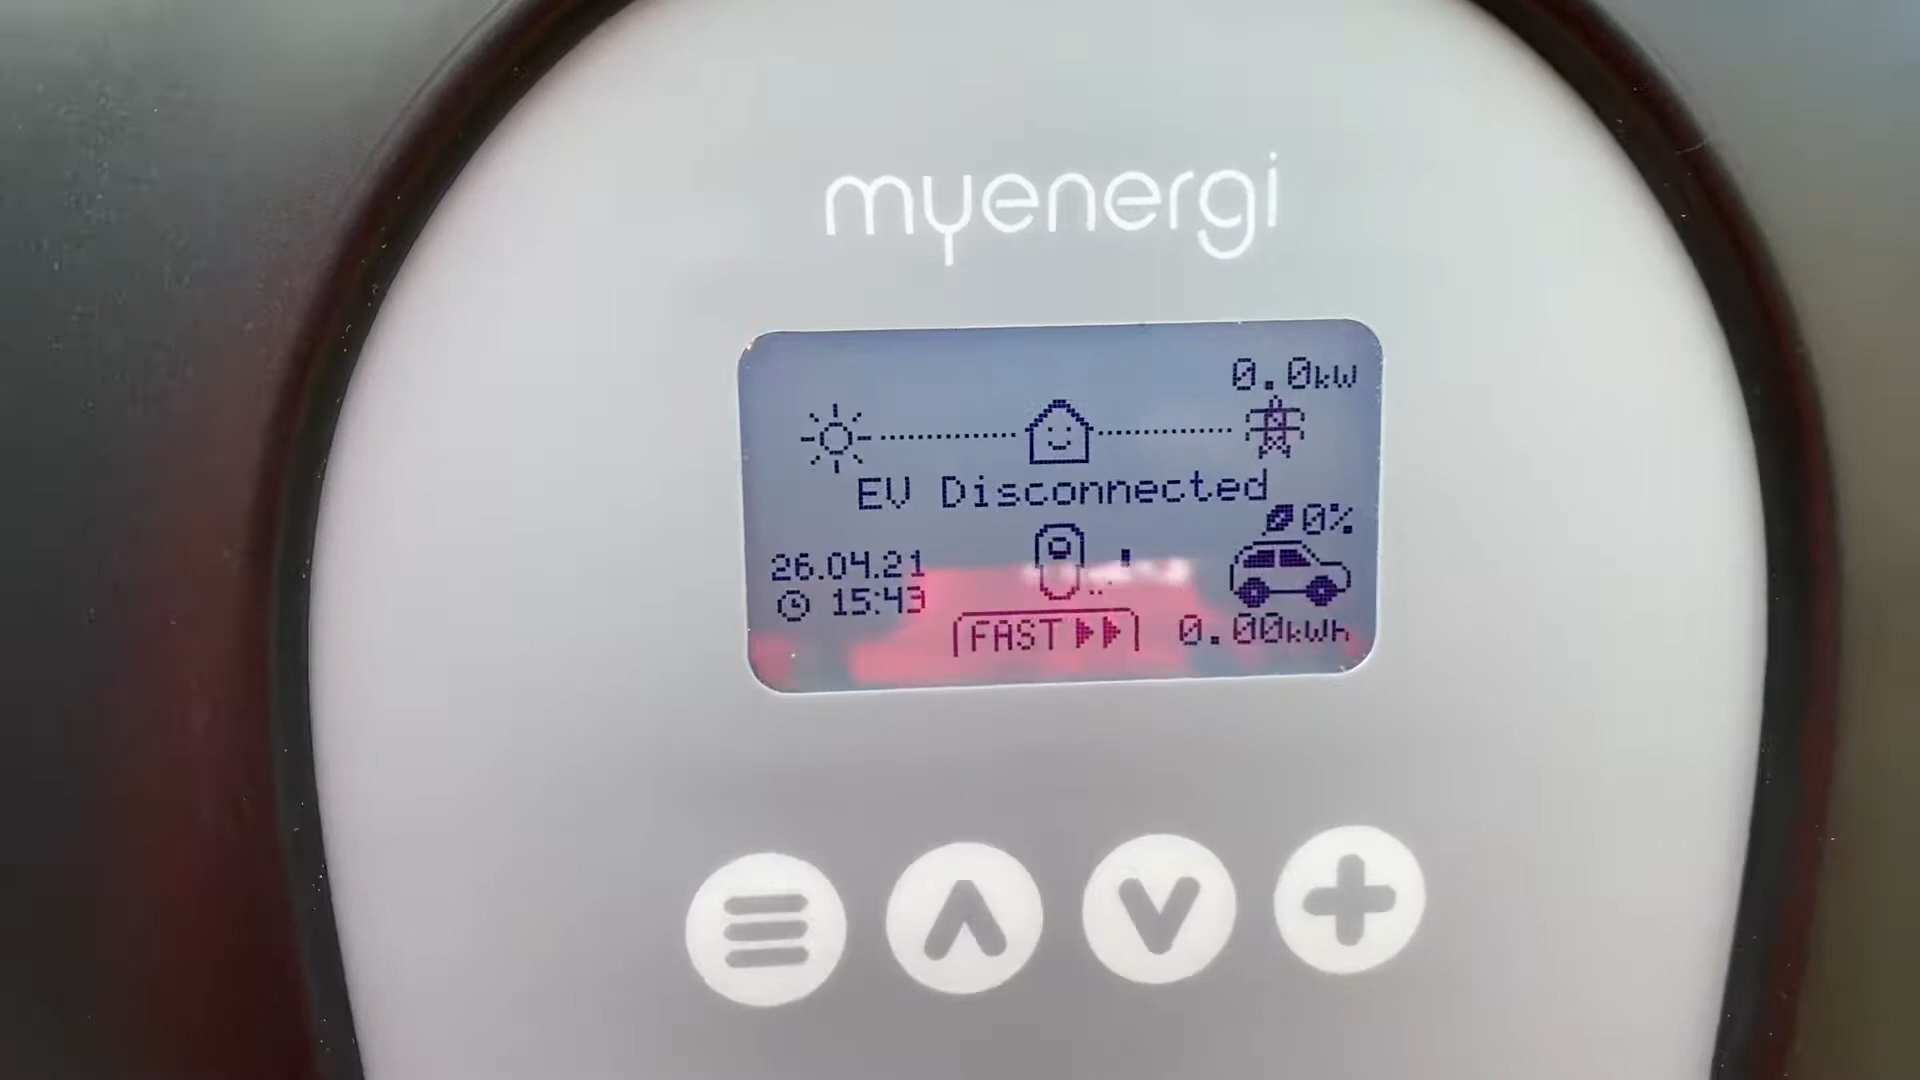 myenergi
0.0kW
EV Disconnected
0%
26.04.21
15:43
FAST
0.00kWh